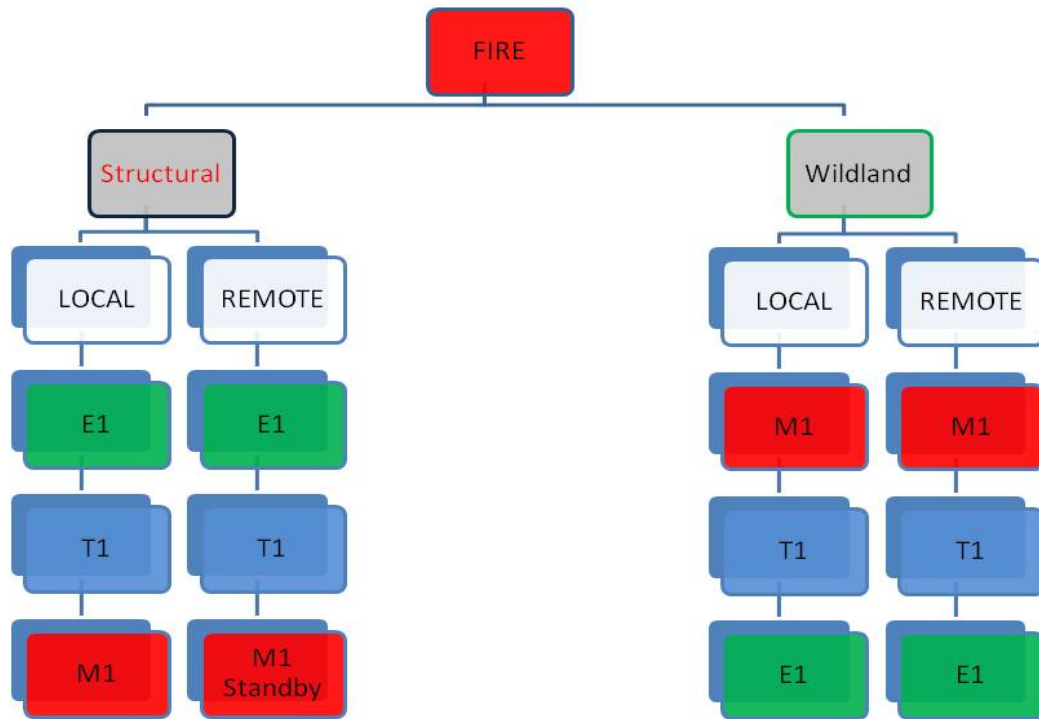 FIRE
Structural
Wildland
LOCAL
REMOTE
LOCAL
REMOTE
E1
E1
M1
M1
T1
T1
T1
T1
M1
M1
Standby
E1
E1